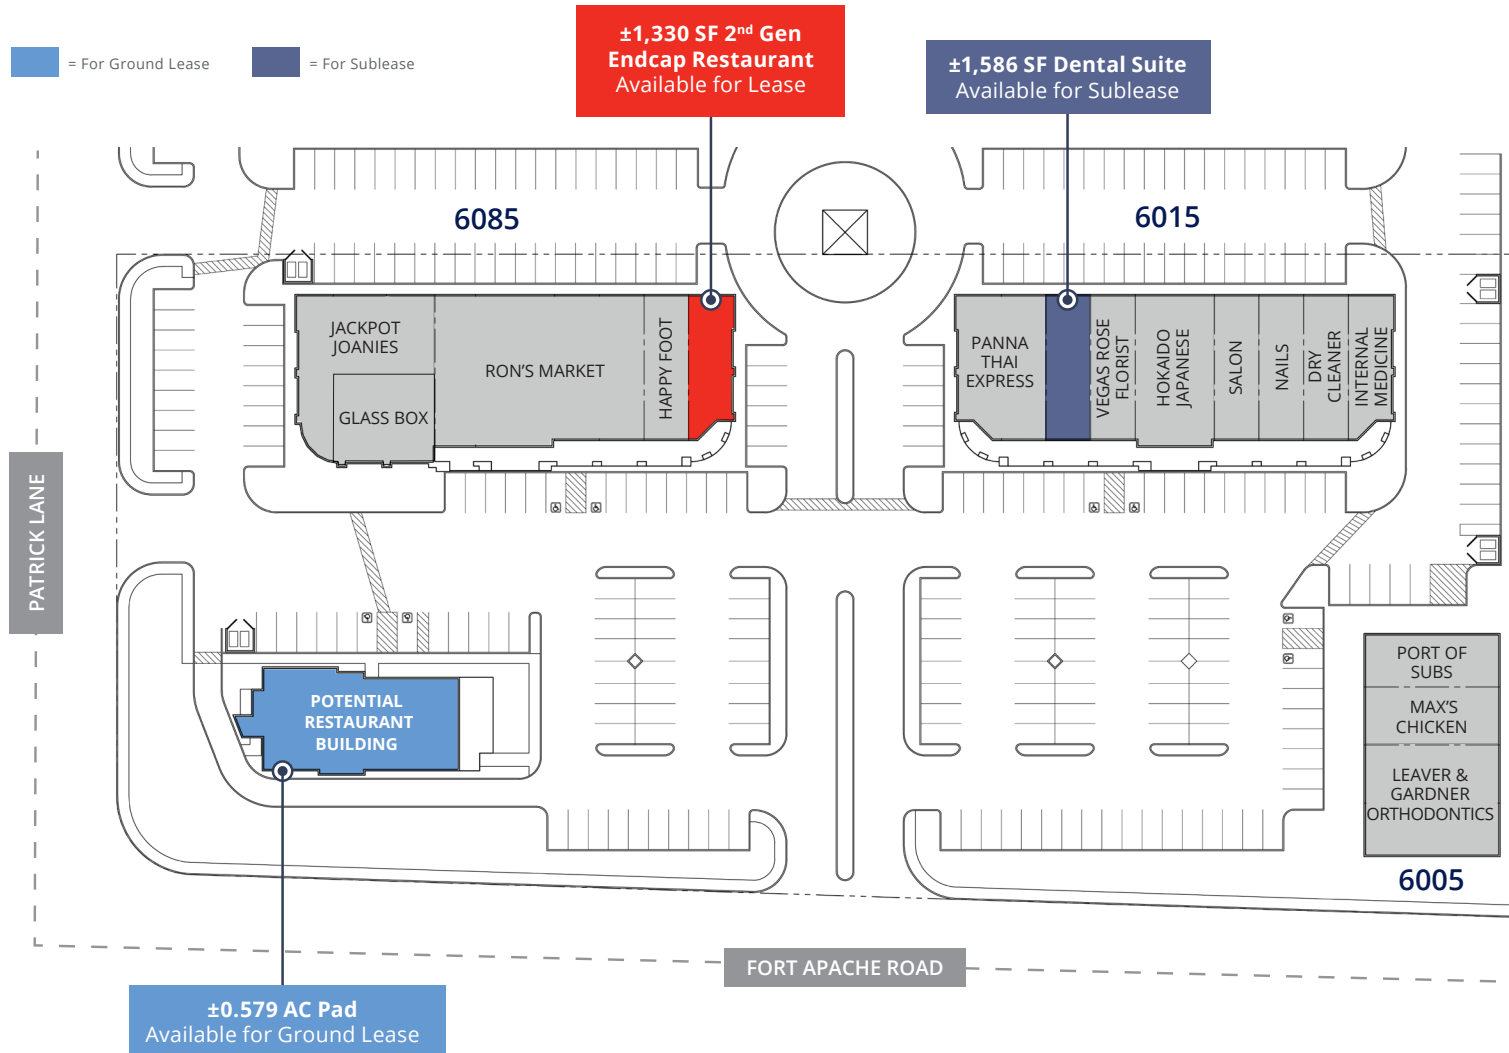 = For Ground Lease
= For Sublease
±1,330 SF 2nd Gen
Endcap Restaurant
Available for Lease
±1,586 SF Dental Suite
Available for Sublease
6085
6015
JACKPOT
JOANIES
GLASS BOX
RON'S MARKET
HAPPY FOOT
PANNA
THAI
EXPRESS
VEGAS ROSE
FLORIST
HOKAIDO
JAPANESE
SALON
NAILS
DRY
CLEANER
INTERNAL
MEDICINE
PATRICK LANE
POTENTIAL
RESTAURANT
BUILDING
PORT OF
SUBS
MAX'S
CHICKEN
LEAVER &
GARDNER
ORTHODONTICS
6005
FORT APACHE ROAD
±0.579 AC Pad
Available for Ground Lease